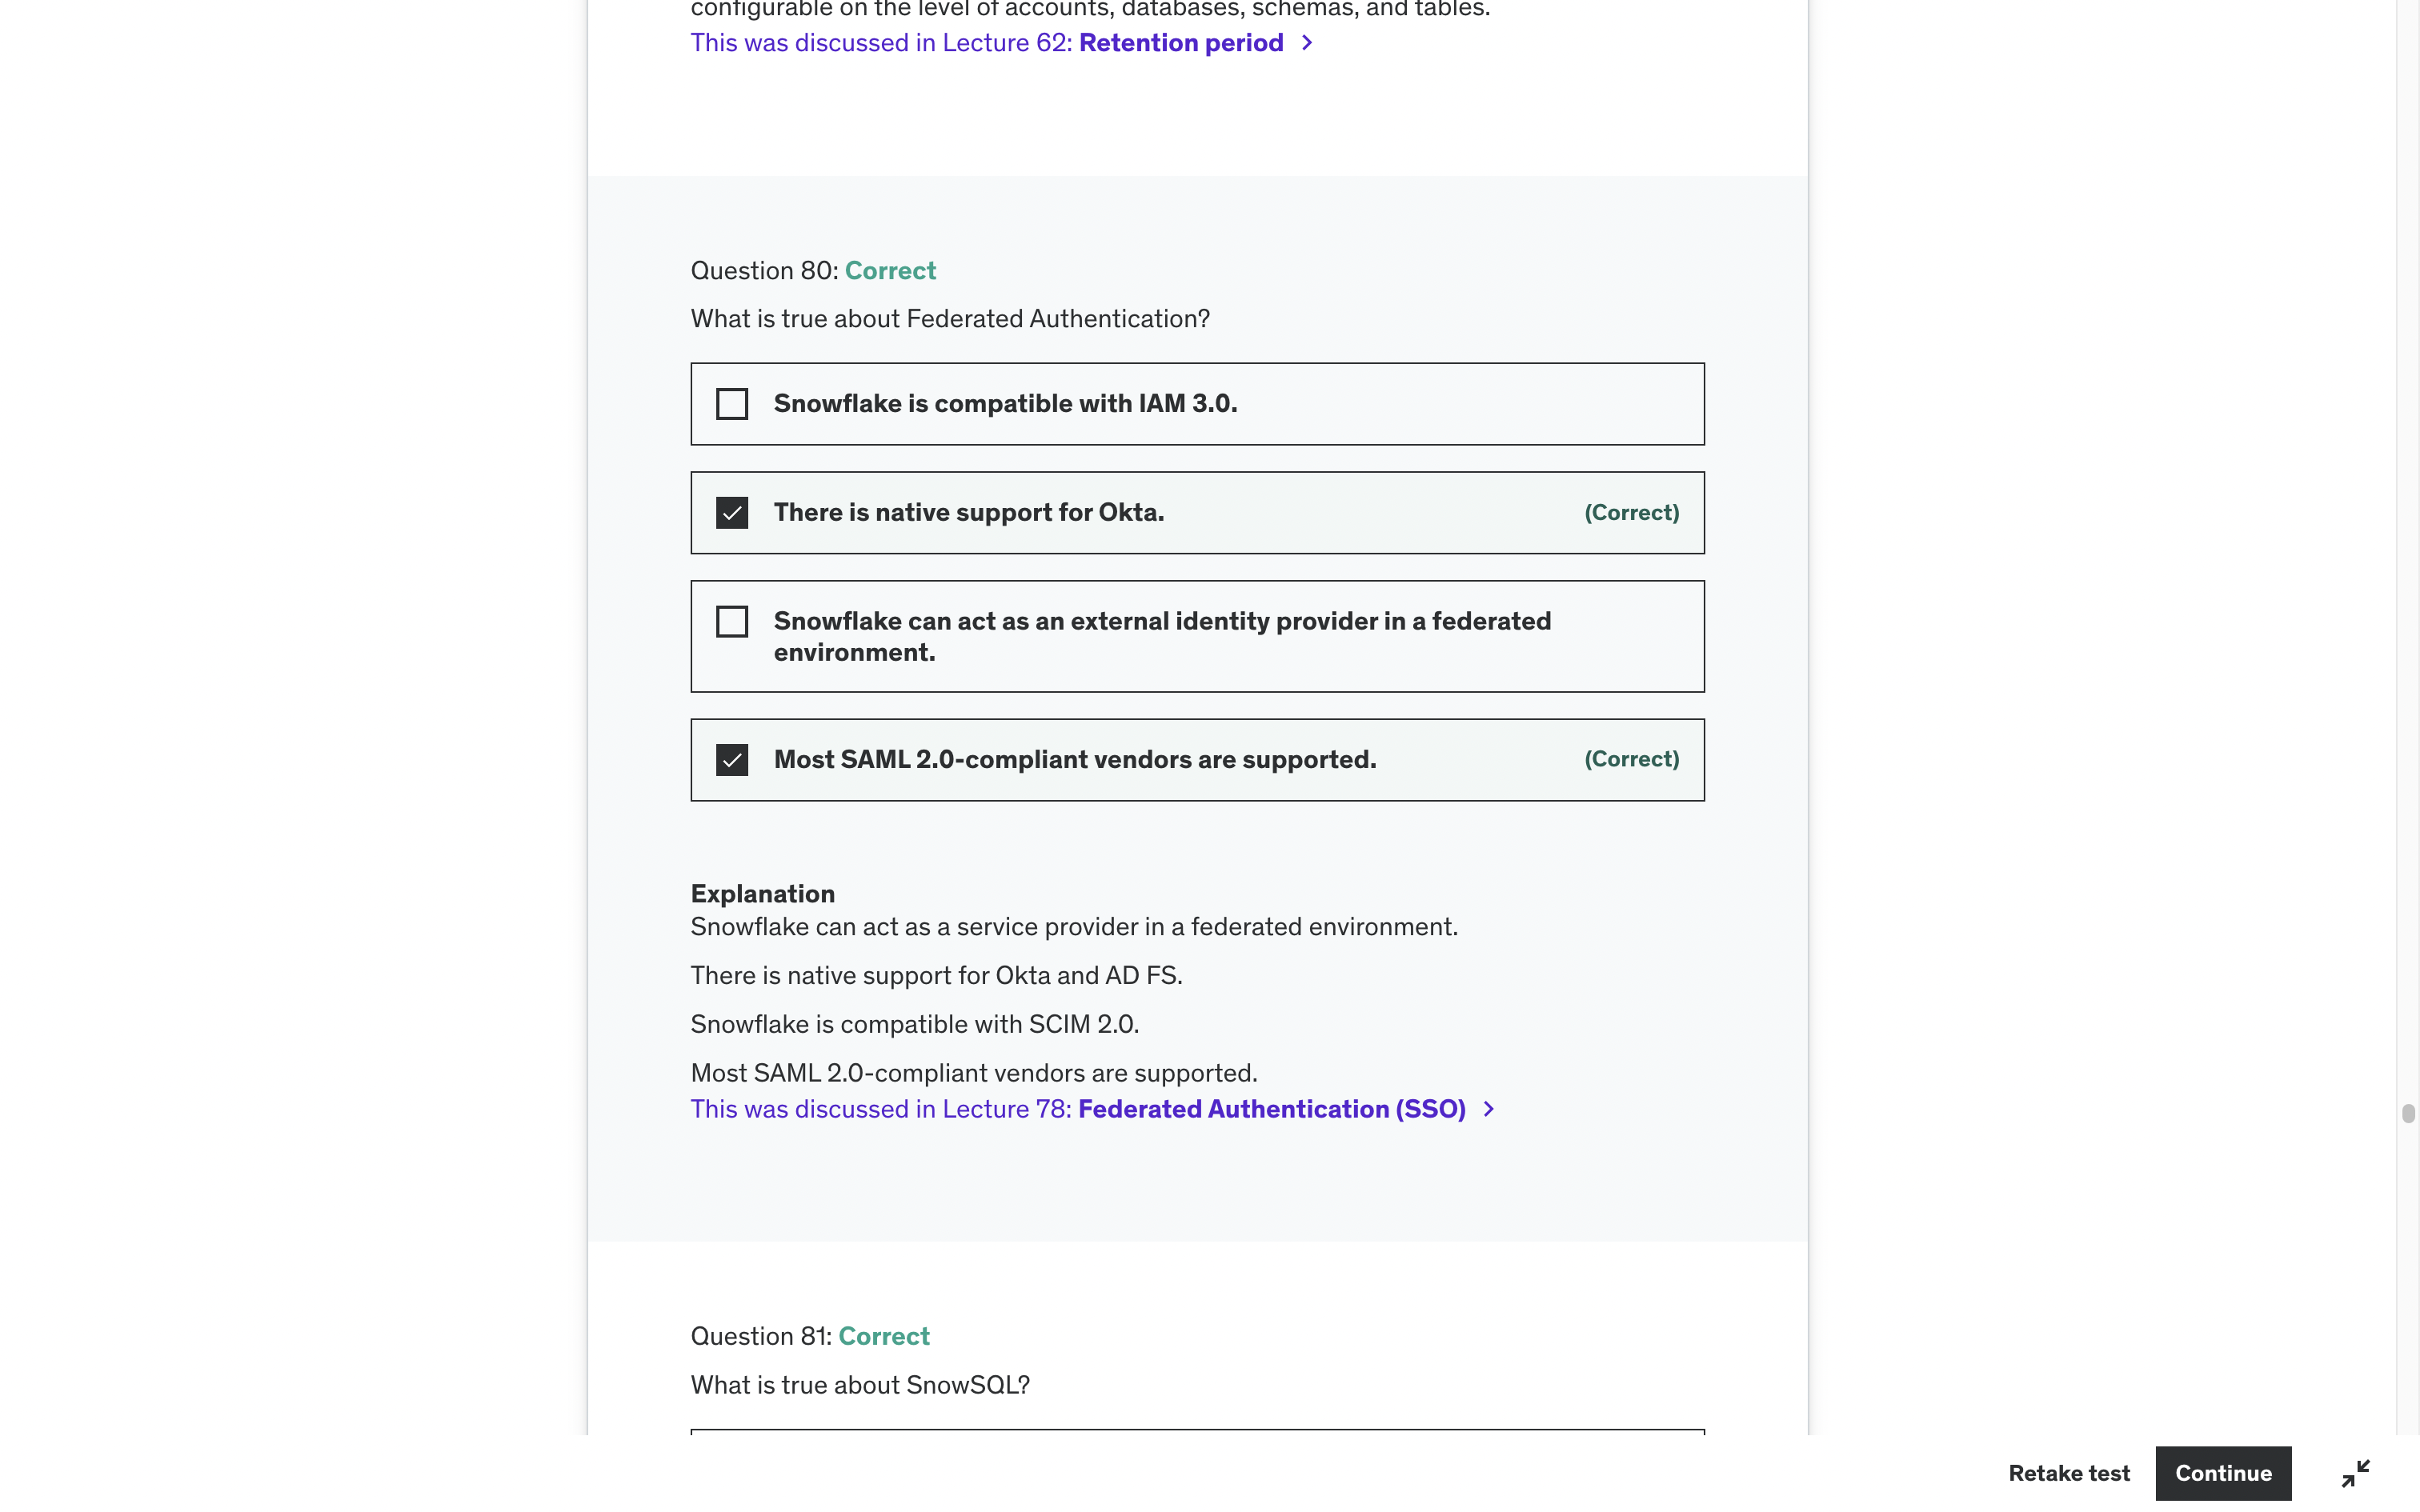 configurable on the level of accounts, databases, schemas, and tables.
This was discussed in Lecture 62: Retention period
Question 80: Correct
What is true about Federated Authentication?
Snowflake is compatible with IAM 3.0.
There is native support for Okta.
(Correct)
Snowflake can act as an external identity provider in a federated
environment.
Most SAML 2.0-compliant vendors are supported.
(Correct)
Explanation
Snowflake can act as a service provider in a federated environment.
There is native support for Okta and AD FS.
Snowflake is compatible with SCIM 2.0.
Most SAML 2.0-compliant vendors are supported.
This was discussed in Lecture 78: Federated Authentication (SSO)
Question 81: Correct
What is true about SnowSQL?
Retake test
Continue